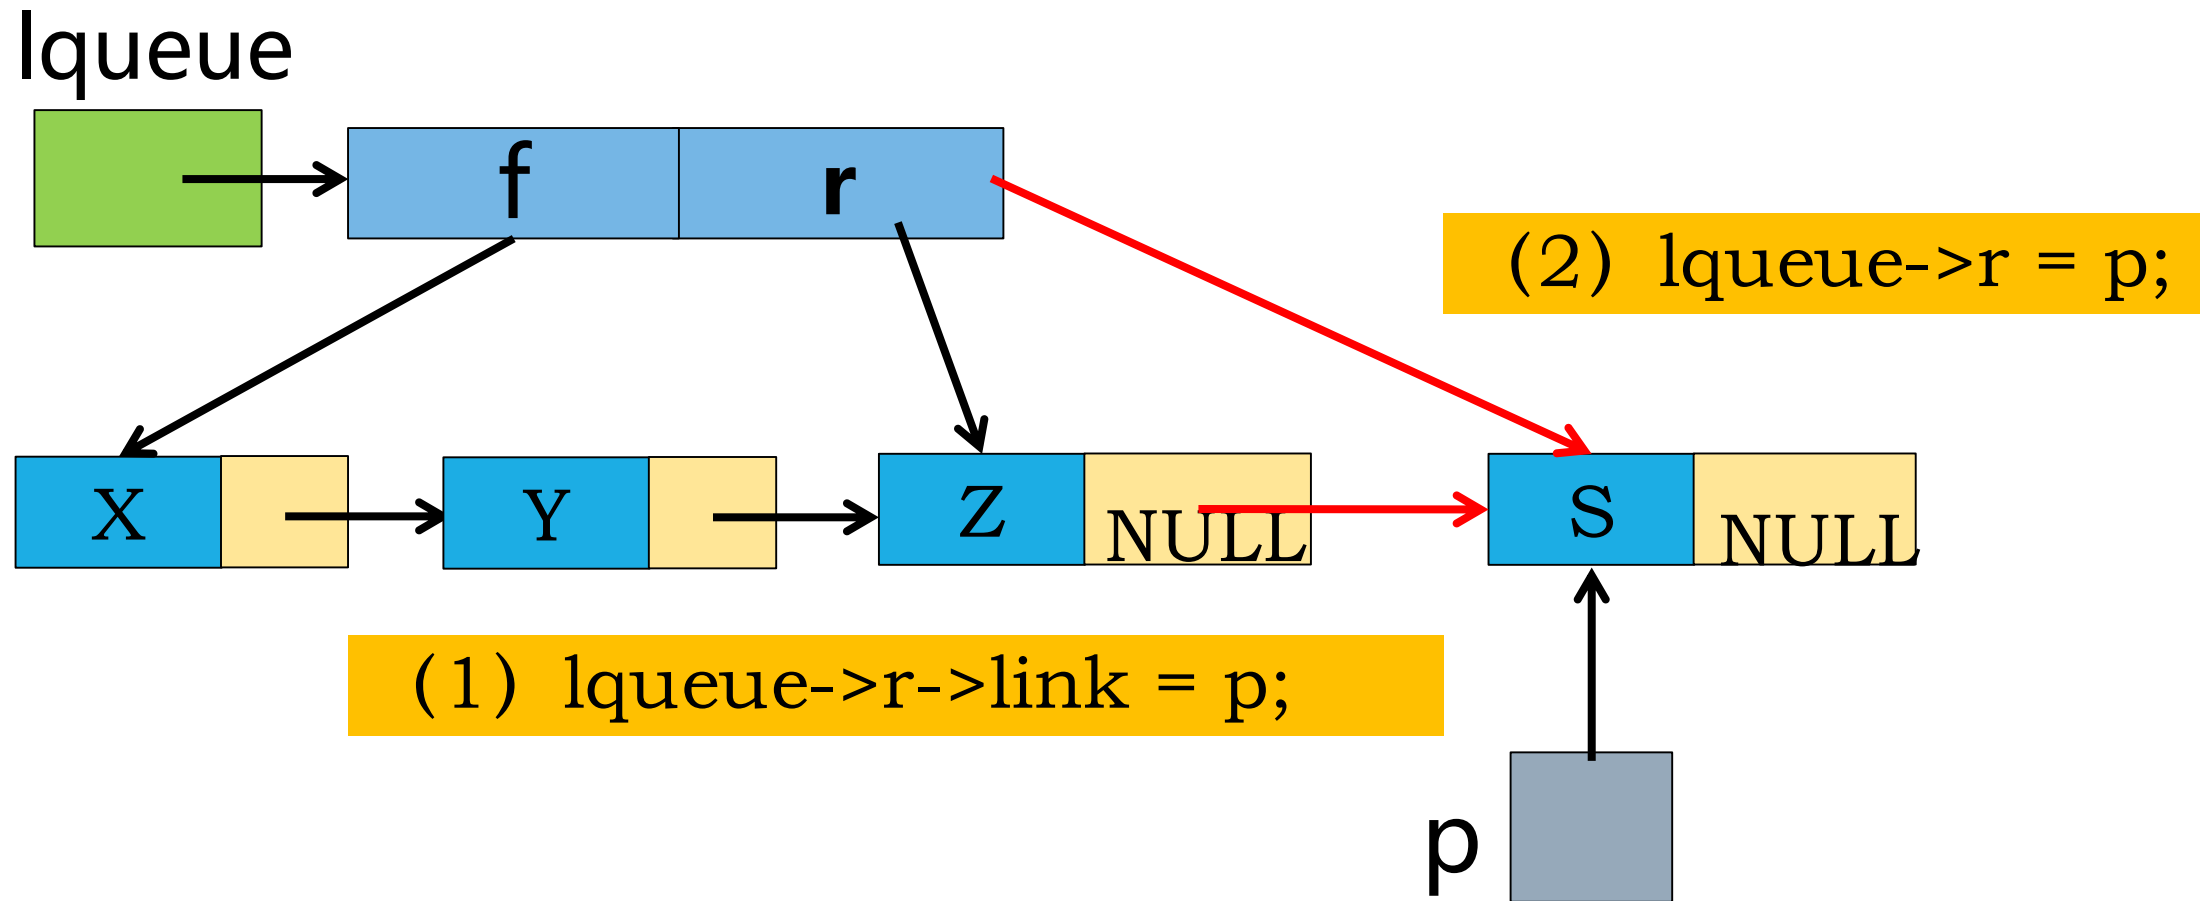 lqueue
f r
(2) lqueue->r = p;
X Y Z NULL S NULL
(1) lqueue->r->link = p;
p